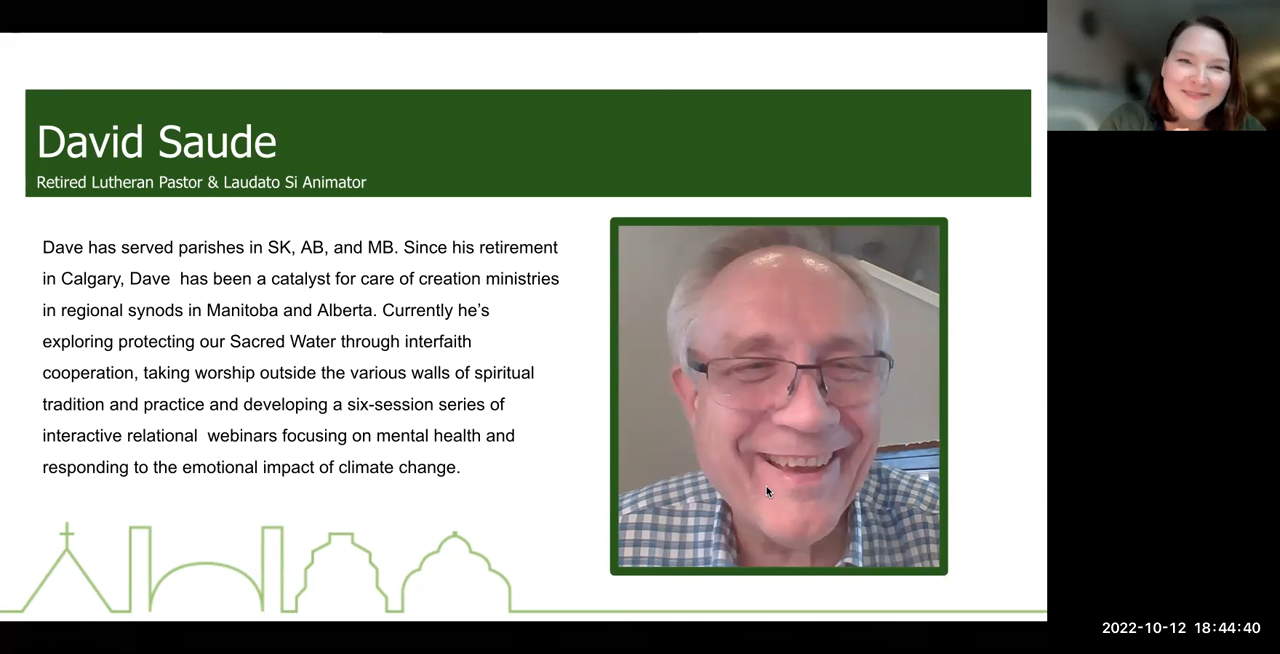 David Saude
Retired Lutheran Pastor & Laudato Si Animator
Dave has served parishes in SK, AB, and MB. Since his retirement
in Calgary, Dave  has been a catalyst for care of creation ministries
in regional synods in Manitoba and Alberta. Currently he’s
exploring protecting our Sacred Water through interfaith
cooperation, taking worship outside the various walls of spiritual
tradition and practice and developing a six-session series of
interactive relational  webinars focusing on mental health and
responding to the emotional impact of climate change.
2022-10-12 18:44:40